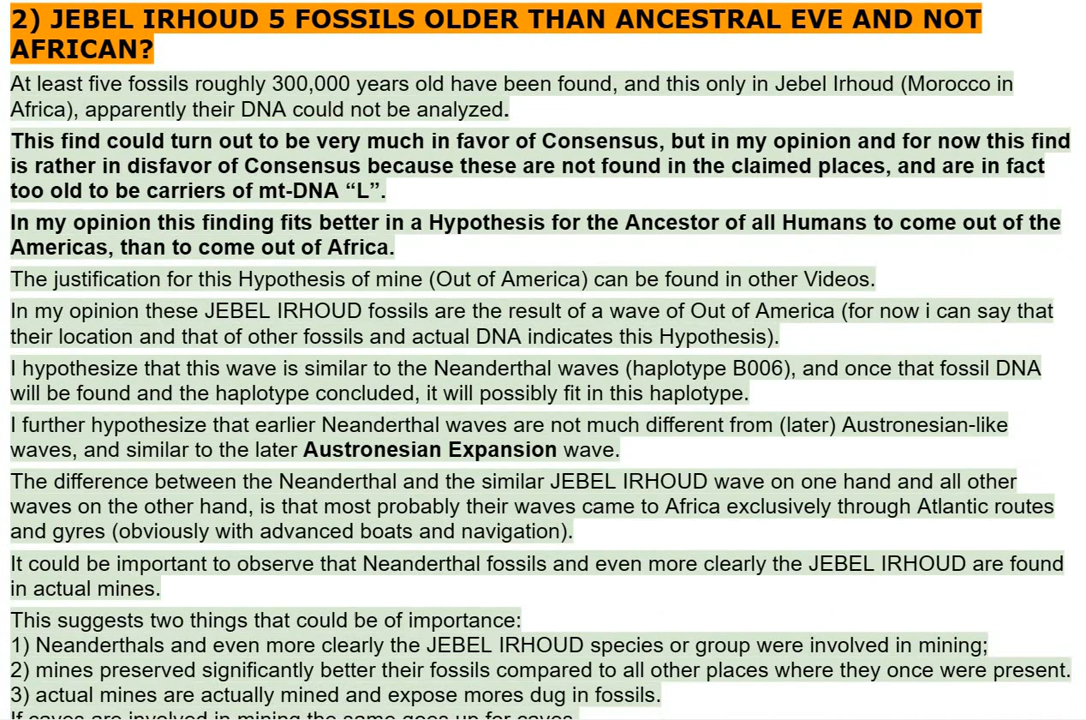 2) JEBEL IRHOUD 5 FOSSILS OLDER THAN ANCESTRAL EVE AND NOT
AFRICAN?
At least five fossils roughly 300,000 years old have been found, and this only in Jebel Irhoud (Morocco in
Africa), apparently their DNA could not be analyzed.
This find could turn out to be very much in favor of Consensus, but in my opinion and for now this find
is rather in disfavor of Consensus because these are not found in the claimed places, and are in fact
too old to be carriers of mt-DNA “L”.
In my opinion this finding fits better in a Hypothesis for the Ancestor of all Humans to come out of the
Americas, than to come out of Africa.
The justification for this Hypothesis of mine (Out of America) can be found in other Videos.
In my opinion these JEBEL IRHOUD fossils are the result of a wave of Out of America (for now i can say that
their location and that of other fossils and actual DNA indicates this Hypothesis).
I hypothesize that this wave is similar to the Neanderthal waves (haplotype B006), and once that fossil DNA
will be found and the haplotype concluded, it will possibly fit in this haplotype.
I further hypothesize that earlier Neanderthal waves are not much different from (later) Austronesian-like
waves, and similar to the later Austronesian Expansion wave.
The difference between the Neanderthal and the similar JEBEL IRHOUD wave on one hand and all other
waves on the other hand, is that most probably their waves came to Africa exclusively through Atlantic routes
and gyres (obviously with advanced boats and navigation).
It could be important to observe that Neanderthal fossils and even more clearly the JEBEL IRHOUD are found
in actual mines.
This suggests two things that could be of importance:
1) Neanderthals and even more clearly the JEBEL IRHOUD species or group were involved in mining;
2) mines preserved significantly better their fossils compared to all other places where they once were present.
3) actual mines are actually mined and expose mores dug in fossils.
If caves are involved in mining the same goes up for caves.